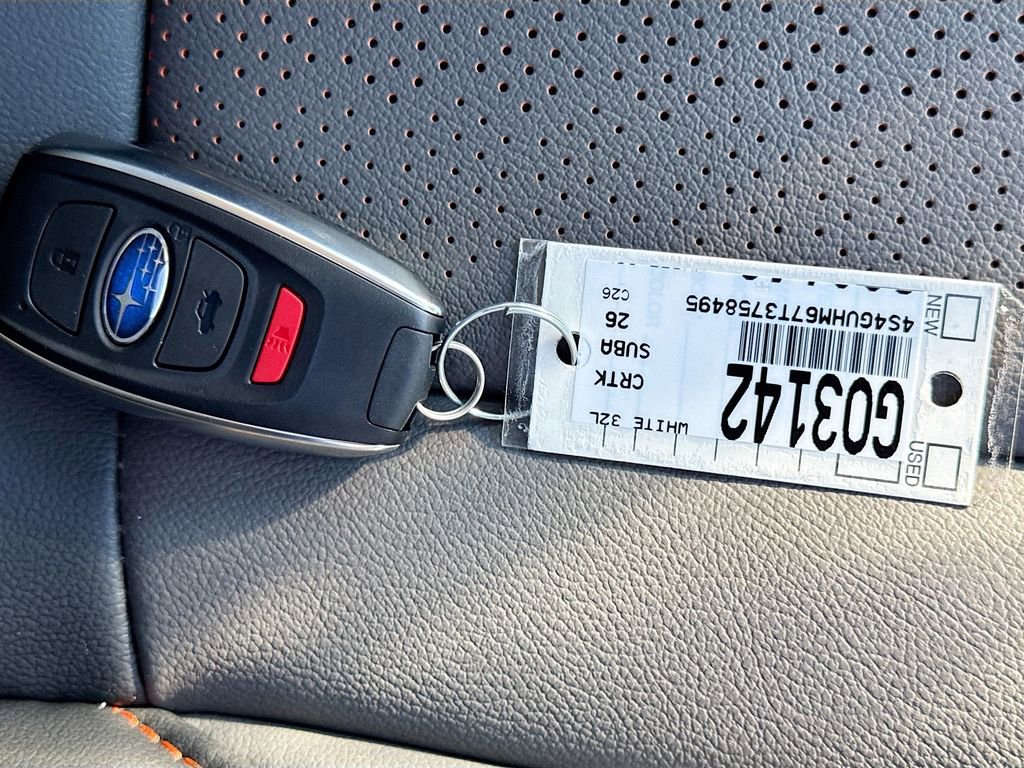 G03142
4S4GUHM67T3758495
WHITE 32L
CRTK
SUBA
26
C26
USED
NEW